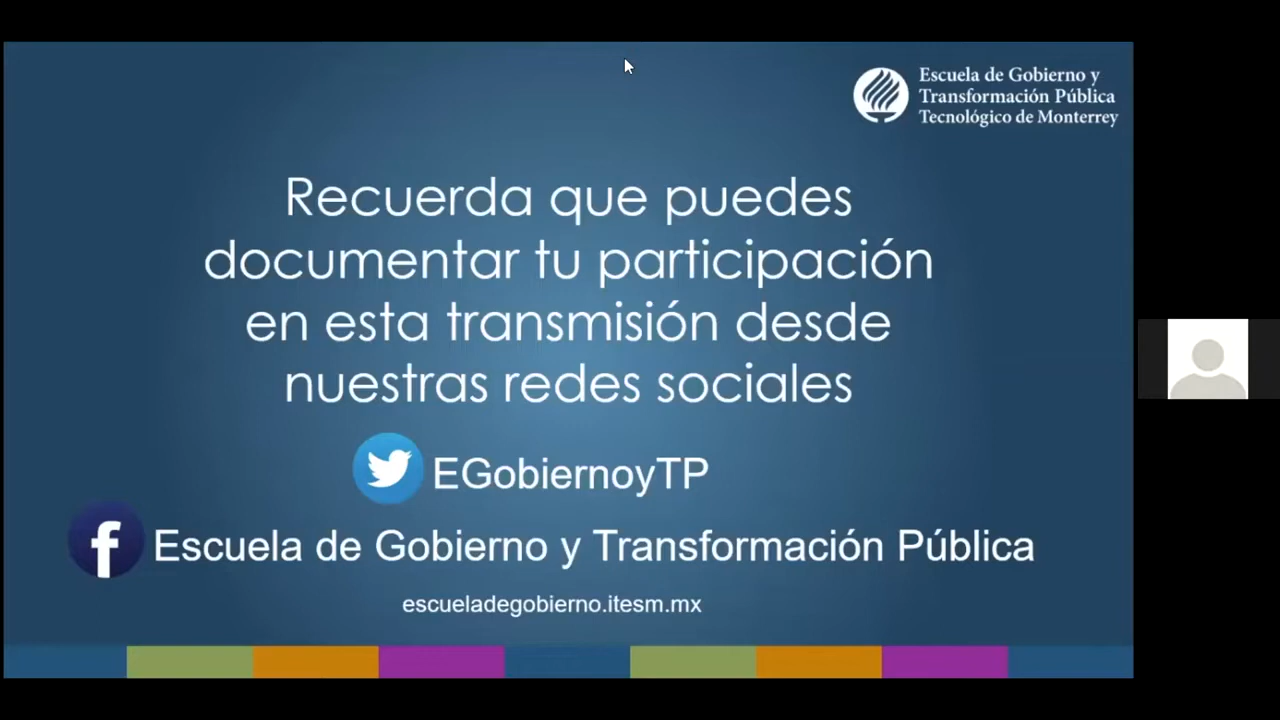 Escuela de Gobierno y
Transformación Pública
Tecnológico de Monterrey
Recuerda que puedes
documentar tu participación
en esta transmisión desde
nuestras redes sociales
EGobiernoyTP
Escuela de Gobierno y Transformación Pública
escueladegobierno.itesm.mx